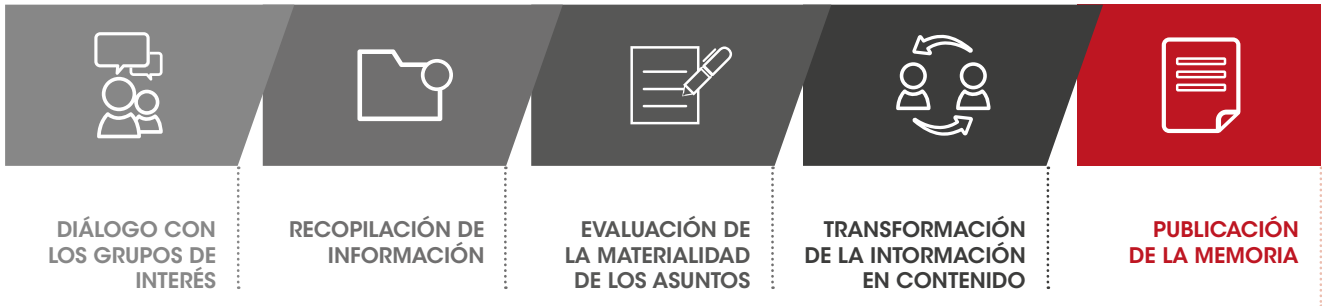 DIÁLOGO CON
LOS GRUPOS DE
INTERÉS
RECOPILACIÓN DE
INFORMACIÓN
EVALUACIÓN DE
LA MATERIALIDAD
DE LOS ASUNTOS
TRANSFORMACIÓN
DE LA INTORMACIÓN
EN CONTENIDO
PUBLICACIÓN
DE LA MEMORIA